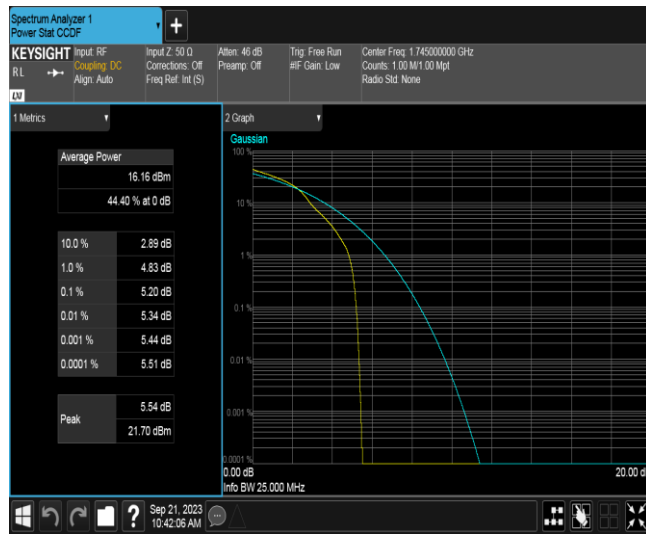 Spectrum Analyzer 1
Power Stat CCDF
+
KEYSIGHT
RL
LXI
Input: RF
Coupling: DC
Align: Auto
Input Z: 50 Ω
Corrections: Off
Freq Ref: Int (S)
Atten: 46 dB
Preamp: Off
Trig: Free Run
#IF Gain: Low
Center Freq: 1.745000000 GHz
Counts: 1.00 M/1.00 Mpt
Radio Std: None
1 Metrics
Average Power
16.16 dBm
44.40 % at 0 dB
10.0 % 2.89 dB
1.0 % 4.83 dB
0.1 % 5.20 dB
0.01 % 5.34 dB
0.001 % 5.44 dB
0.0001 % 5.51 dB
Peak
5.54 dB
21.70 dBm
2 Graph
Gaussian
100 %
10 %
1 %
0.1 %
0.01 %
0.001 %
0.0001 %
0.00 dB
20.00 d
Info BW 25.000 MHz
?
Sep 21, 2023
10:42:06 AM